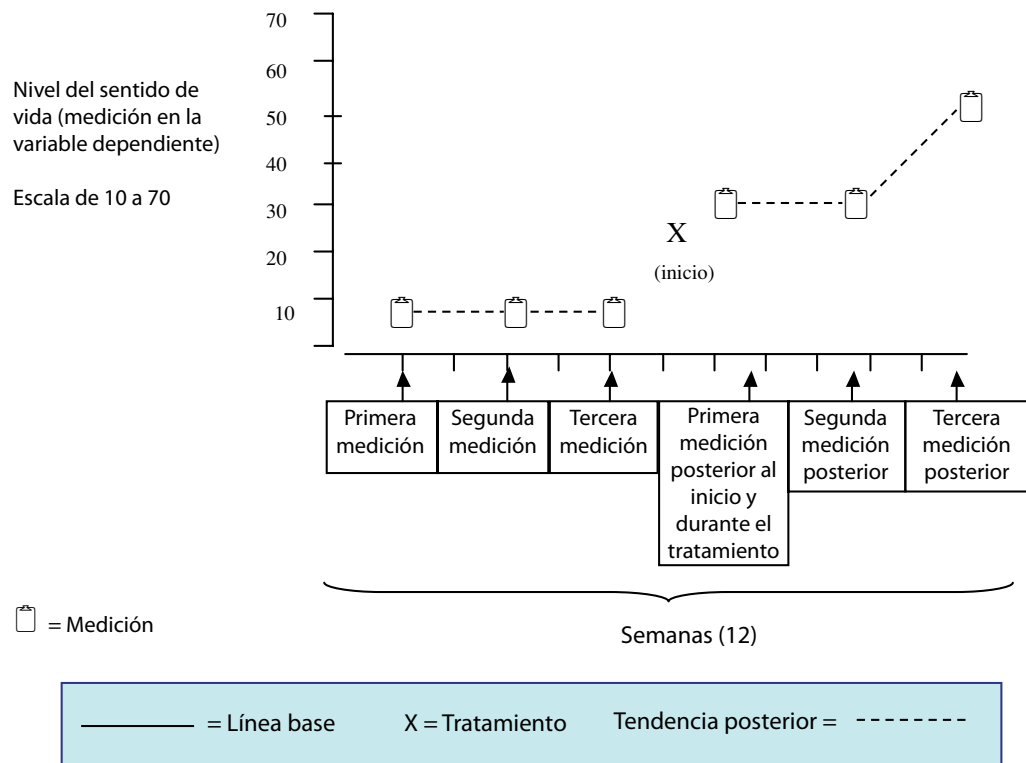 70
60
50
40
30
20
10
Nivel del sentido de
vida (medición en la
variable dependiente)
Escala de 10 a 70
X
(inicio)
Primera
medición
Segunda
medición
Tercera
medición
Primera
medición
posterior al
inicio y
durante el
tratamiento
Segunda
medición
posterior
Tercera
medición
posterior
= Medición
Semanas (12)
= Línea base
X = Tratamiento
Tendencia posterior =